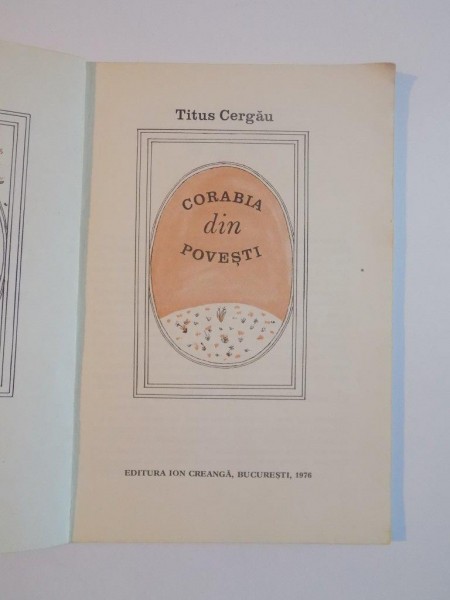 Titus Cergău
CORABIA
din
POVEȘTI
EDITURA ION CREANGĂ, BUCUREȘTI, 1976